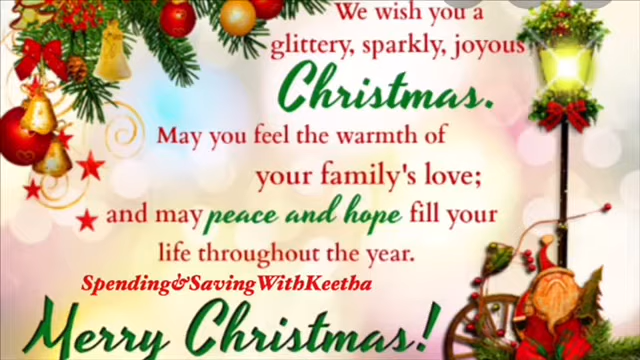 We wish you a
glittery, sparkly, joyous
Christmas.
May you feel the warmth of
your family's love;
and may peace and hope fill your
life throughout the year.
Spending&SavingWithKeetha
Merry Christmas!